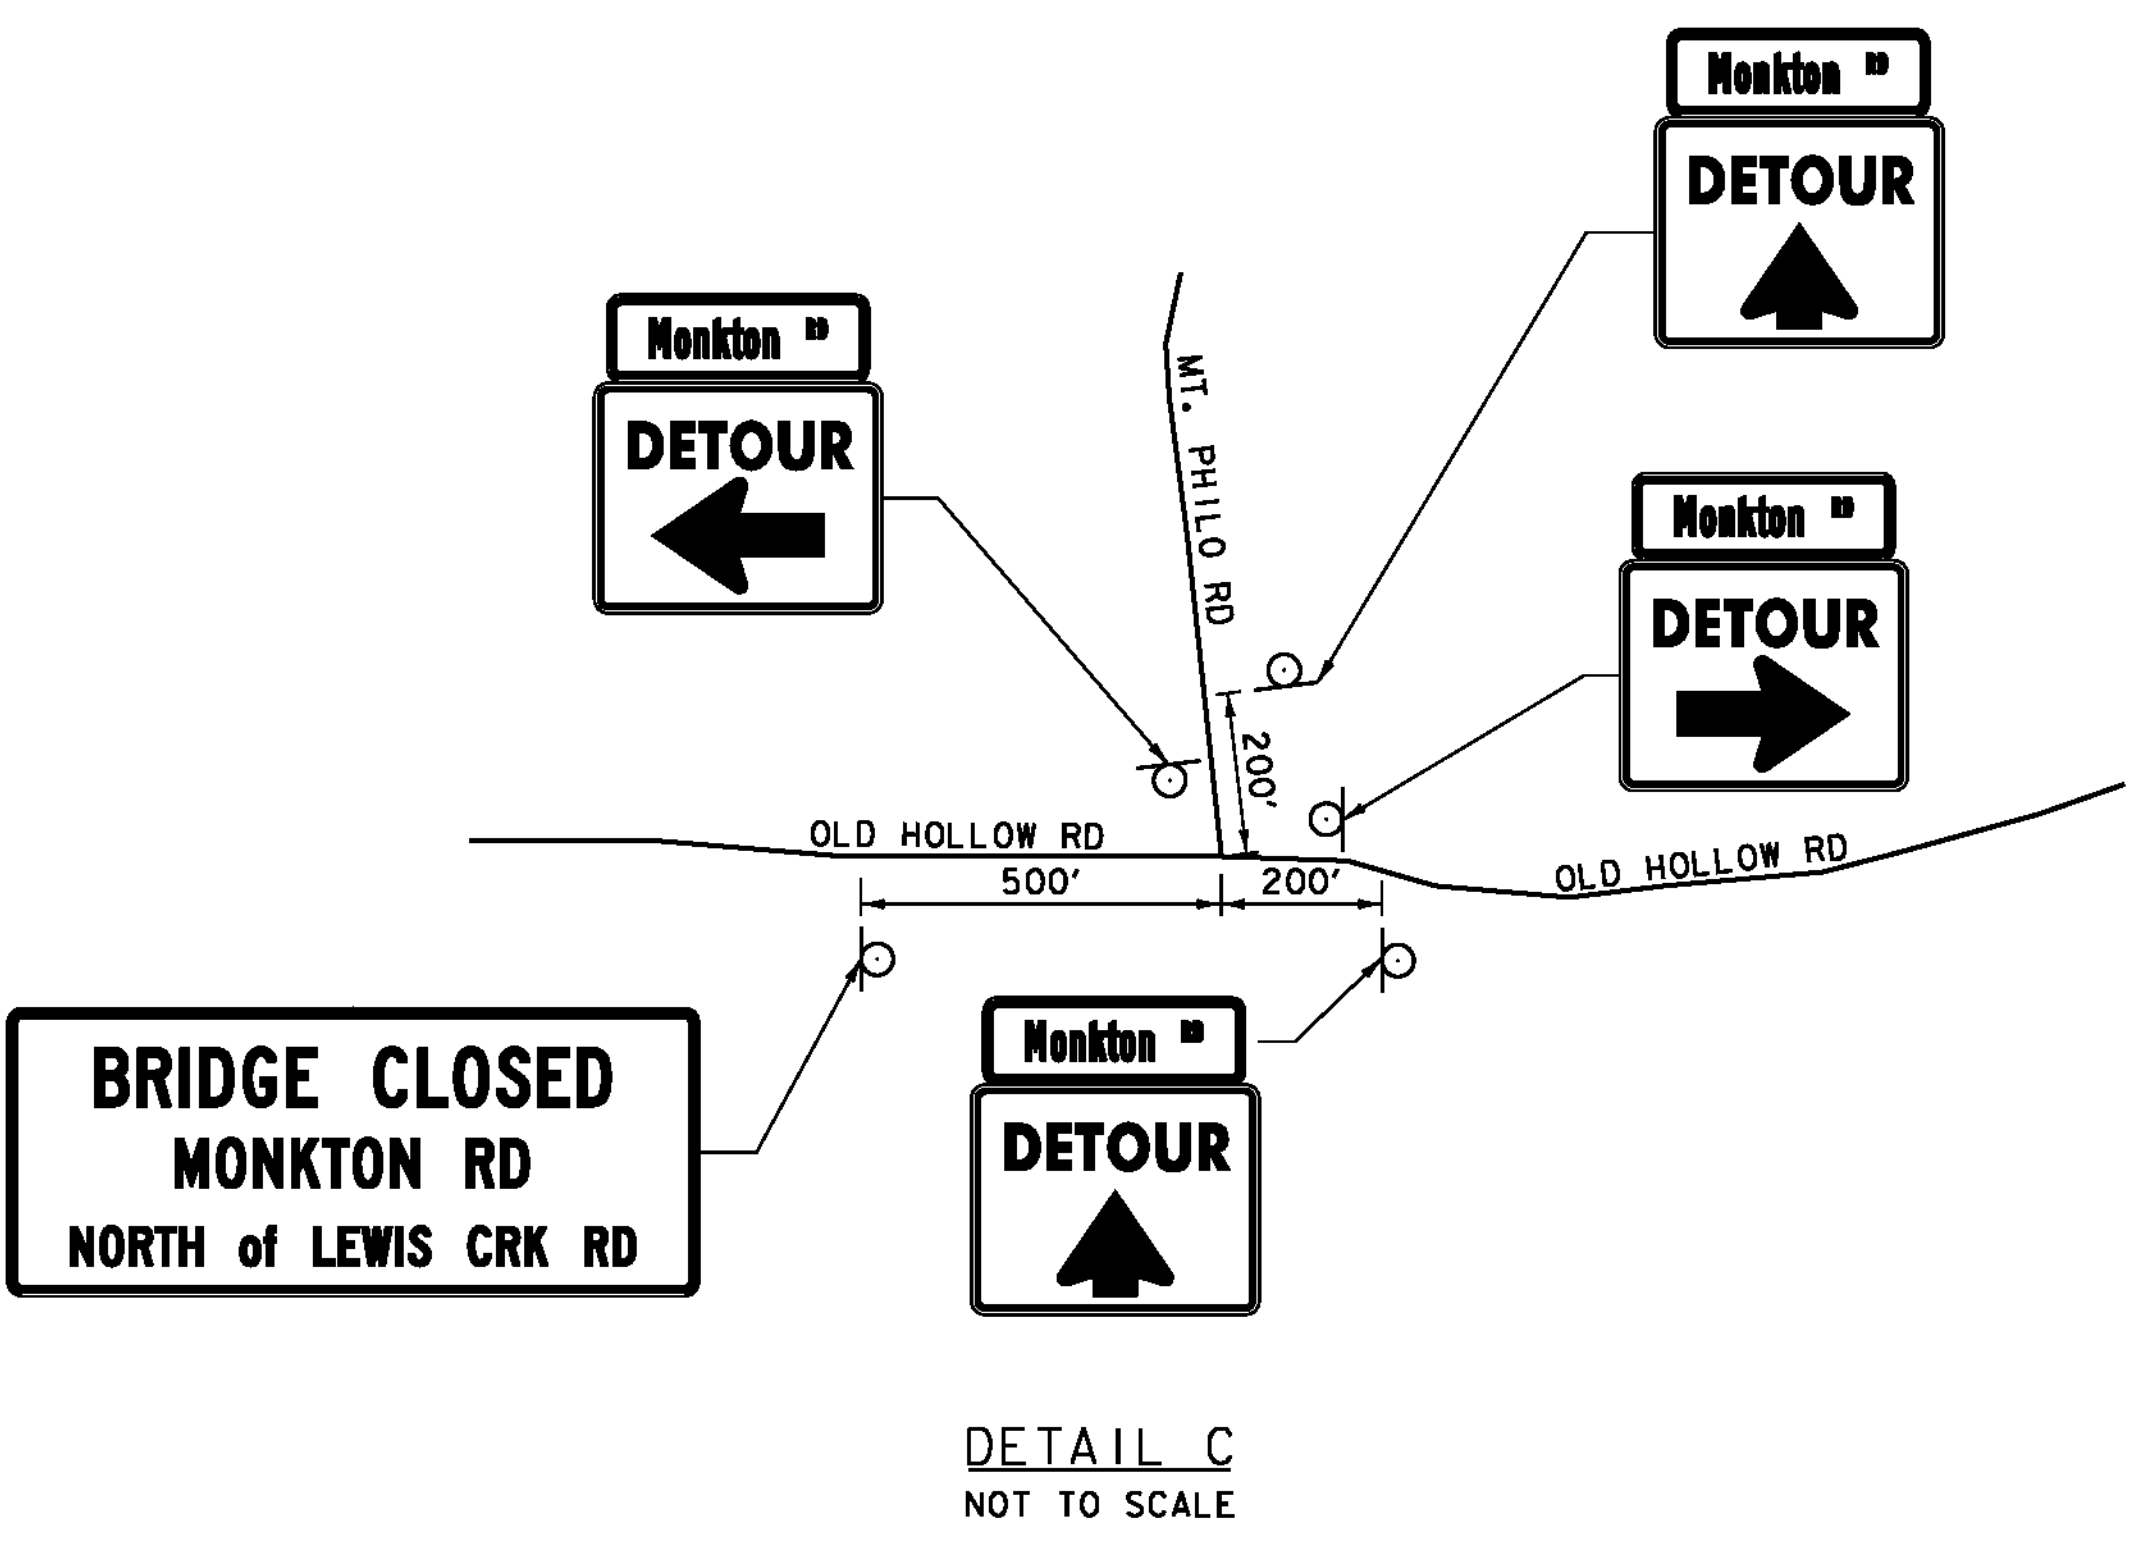 Monkton RD
DETOUR
Monkton RD
DETOUR
MT. PHILO RD
Monkton RD
DETOUR
200'
OLD HOLLOW RD
OLD HOLLOW RD
500'
200'
Monkton RD
DETOUR
BRIDGE CLOSED
MONKTON RD
NORTH of LEWIS CRK RD
DETAIL C
NOT TO SCALE